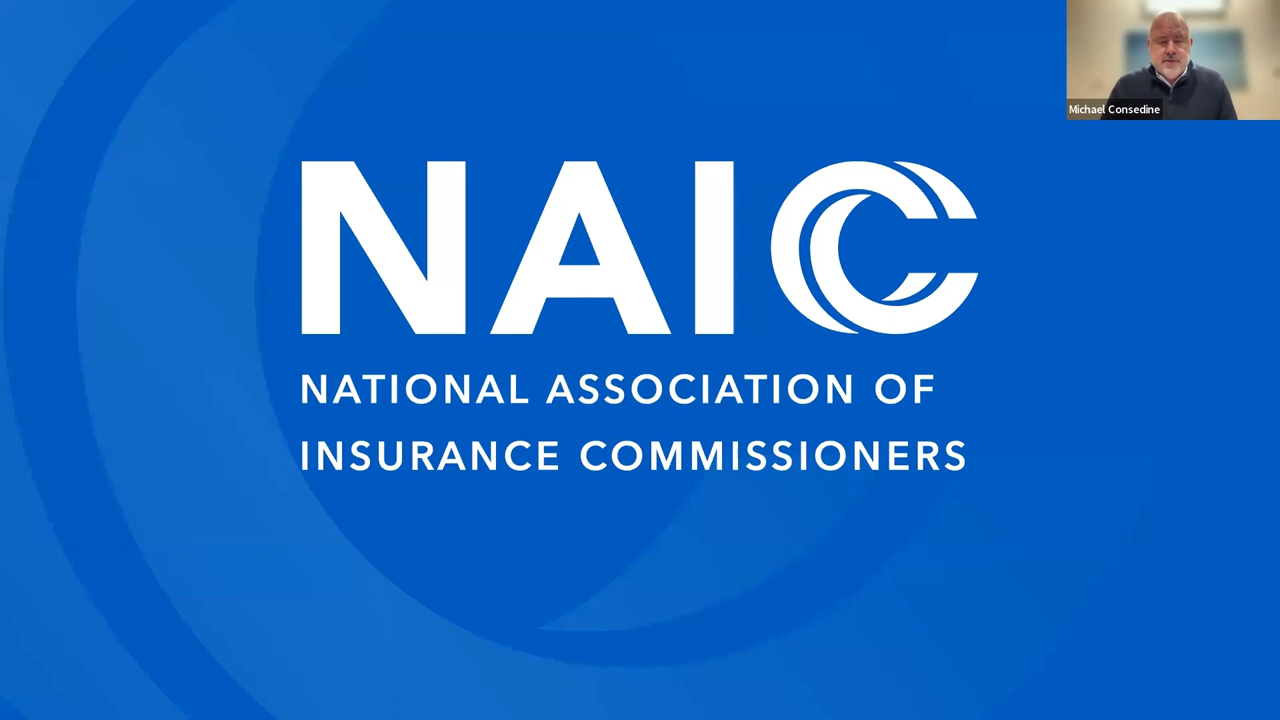 Michael Consedine
NAIC
NATIONAL ASSOCIATION OF
INSURANCE COMMISSIONERS